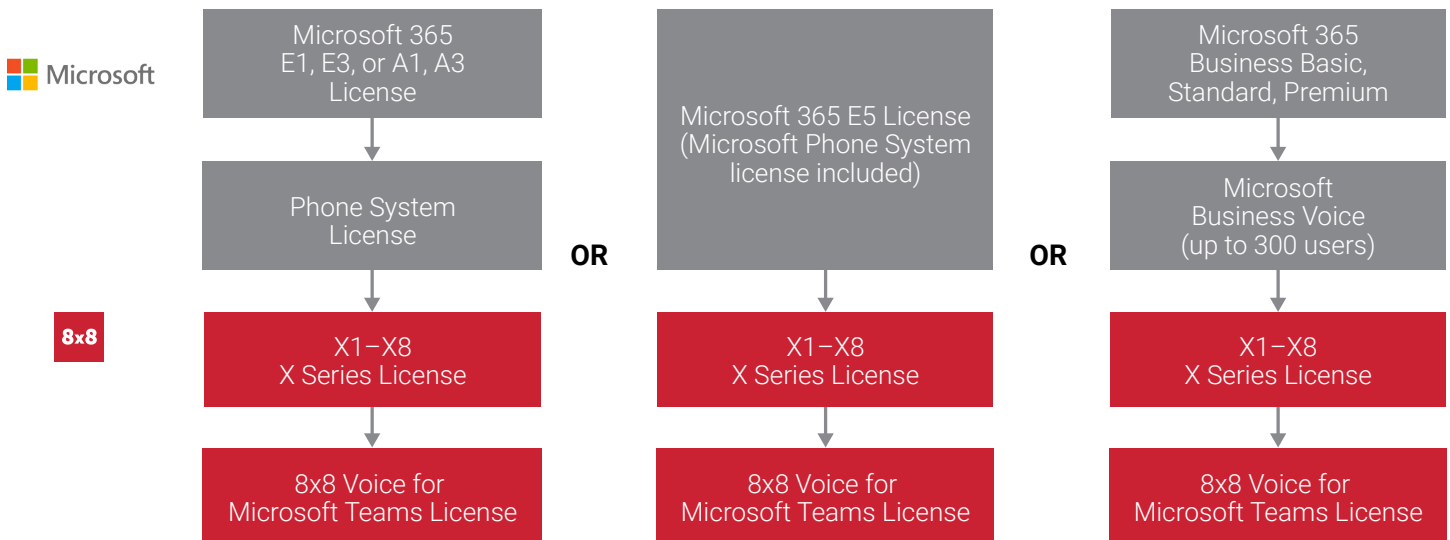 Microsoft
Microsoft 365
E1, E3, or A1, A3
License
Phone System
License
X1–X8
X Series License
8x8 Voice for
Microsoft Teams License
OR
Microsoft 365 E5 License
(Microsoft Phone System
license included)
X1–X8
X Series License
8x8 Voice for
Microsoft Teams License
OR
Microsoft 365
Business Basic,
Standard, Premium
Microsoft
Business Voice
(up to 300 users)
X1–X8
X Series License
8x8 Voice for
Microsoft Teams License
8x8